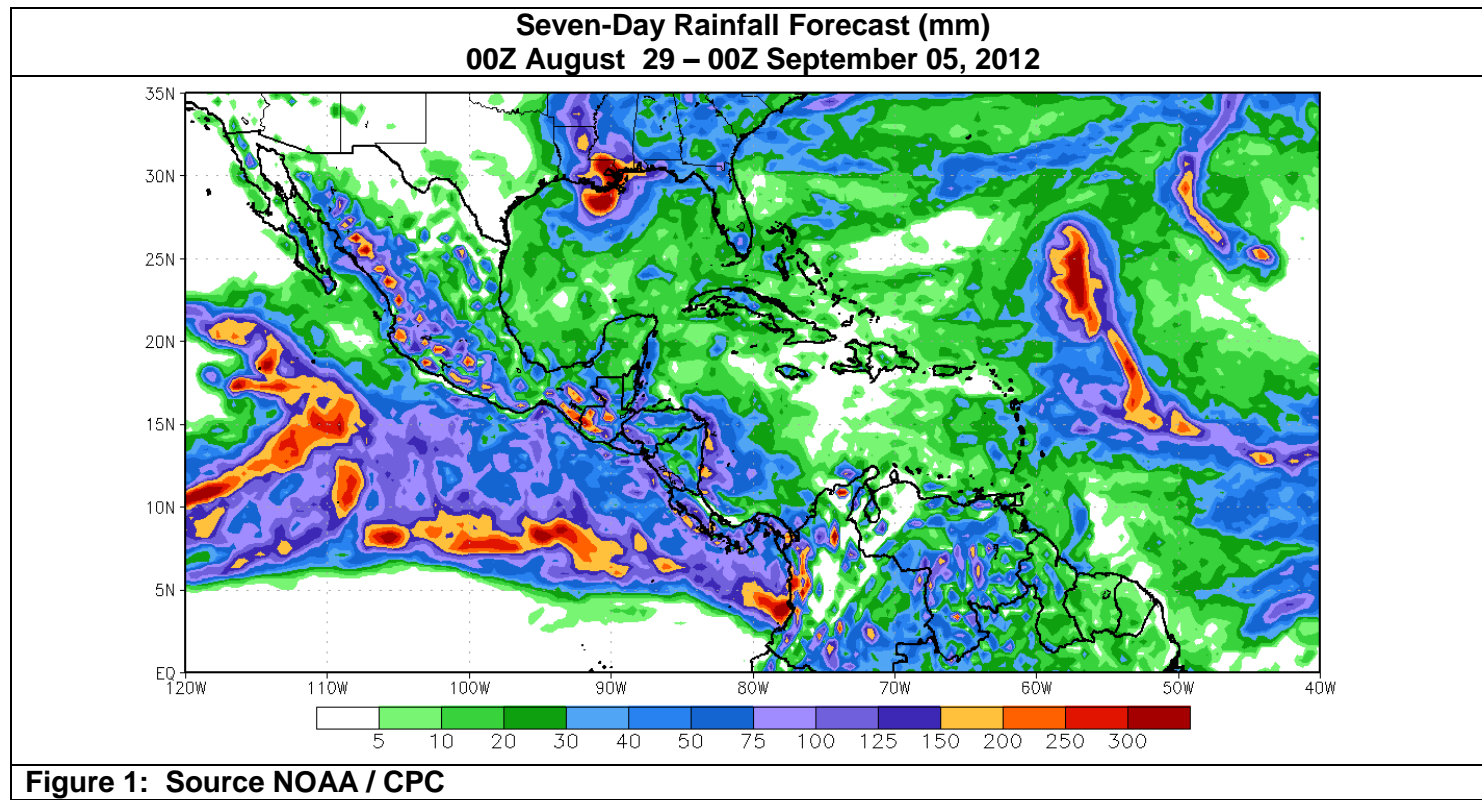 Seven-Day Rainfall Forecast (mm)
00Z August 29 – 00Z September 05, 2012
35N
30N
25N
20N
15N
10N
5N
EQ
120W 110W 100W 90W 80W 70W 60W 50W 40W
5 10 20 30 40 50 75 100 125 150 200 250 300
Figure 1: Source NOAA / CPC